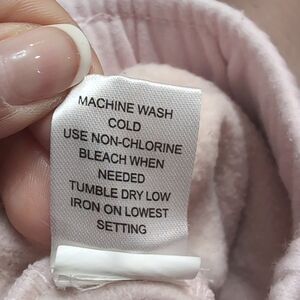 MACHINE WASH
COLD
USE NON-CHLORINE
BLEACH WHEN
NEEDED
TUMBLE DRY LOW
IRON ON LOWEST
SETTING